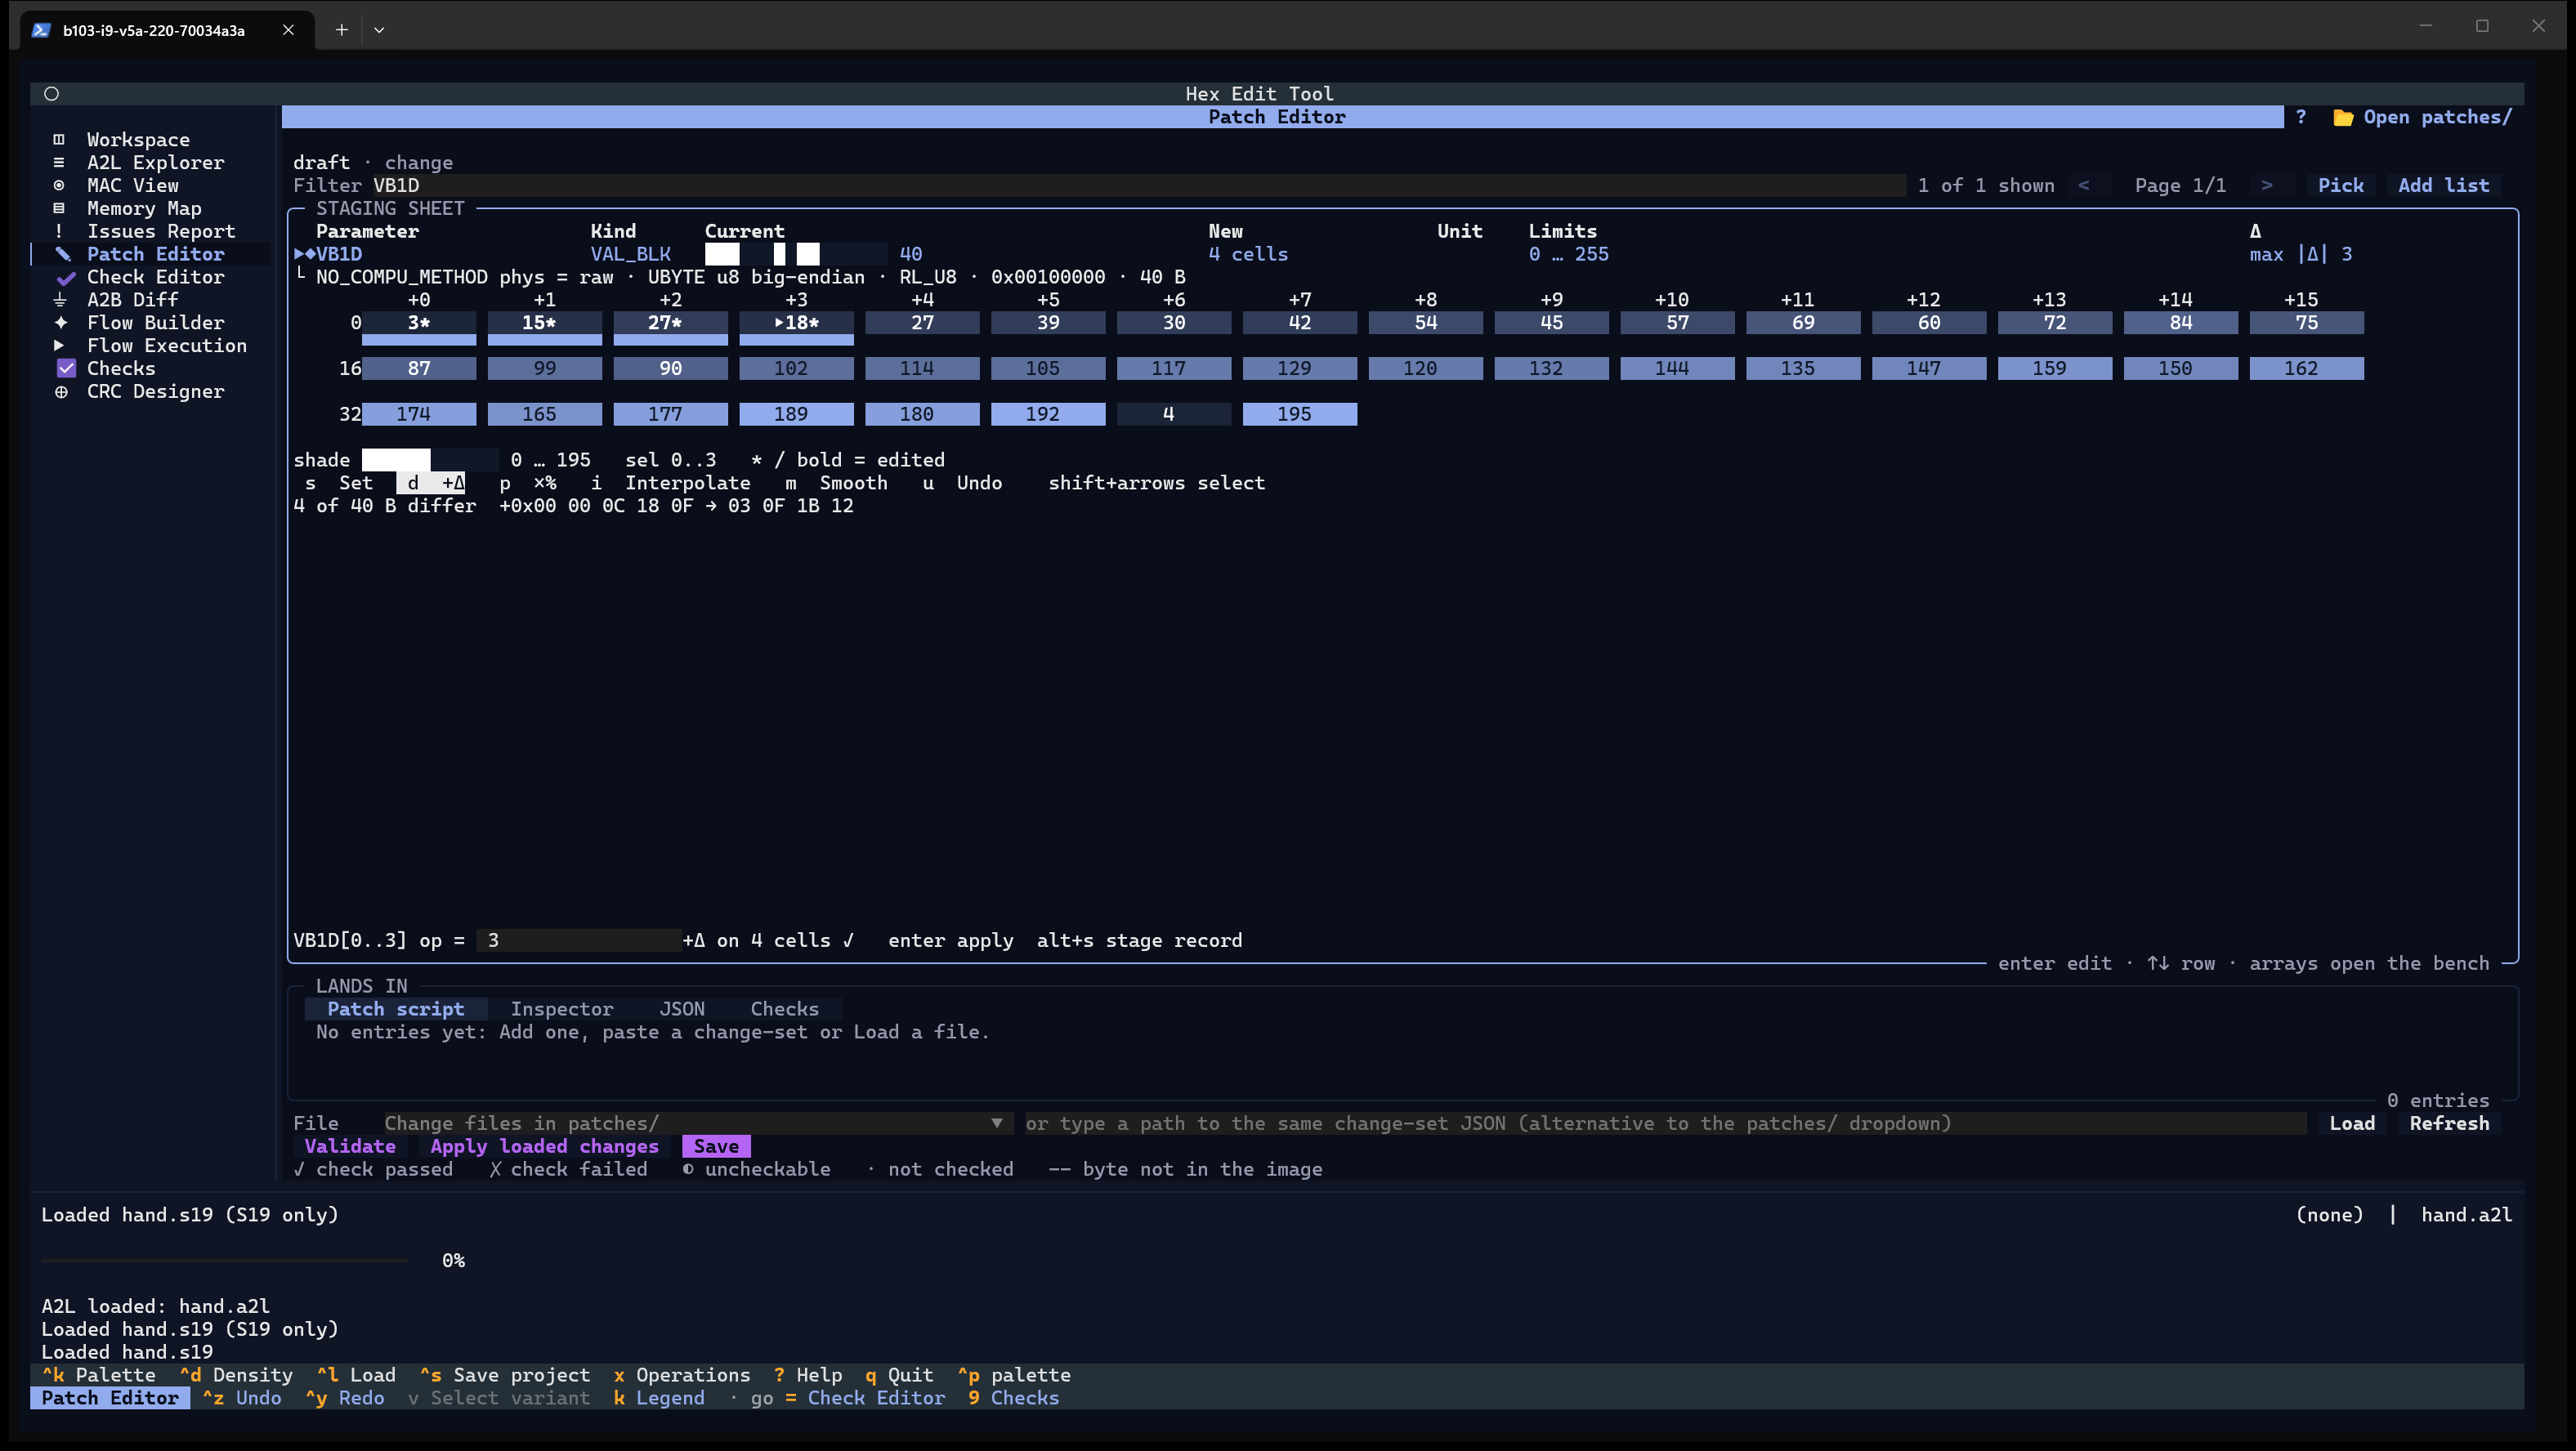 b103-i9-v5a-220-70034a3a
Hex Edit Tool
Patch Editor ? Open patches/
Workspace
A2L Explorer
MAC View
Memory Map
! Issues Report
Patch Editor
Check Editor
A2B Diff
Flow Builder
Flow Execution
Checks
CRC Designer
draft · change
Filter VB1D 1 of 1 shown < Page 1/1 > Pick Add list
STAGING SHEET
Parameter Kind Current New Unit Limits Δ
▶◆VB1D VAL_BLK 40 4 cells 0 … 255 max |Δ| 3
└ NO_COMPU_METHOD phys = raw · UBYTE u8 big-endian · RL_U8 · 0x00100000 · 40 B
+0 +1 +2 +3 +4 +5 +6 +7 +8 +9 +10 +11 +12 +13 +14 +15
0 3* 15* 27* ▶18* 27 39 30 42 54 45 57 69 60 72 84 75
16 87 99 90 102 114 105 117 129 120 132 144 135 147 159 150 162
32 174 165 177 189 180 192 4 195
shade 0 … 195 sel 0..3 * / bold = edited
s Set d +Δ p ×% i Interpolate m Smooth u Undo shift+arrows select
4 of 40 B differ +0x00 00 0C 18 0F → 03 0F 1B 12
VB1D[0..3] op = 3 +Δ on 4 cells ✓ enter apply alt+s stage record
enter edit · ↑↓ row · arrays open the bench
LANDS IN
Patch script Inspector JSON Checks
No entries yet: Add one, paste a change-set or Load a file.
0 entries
File Change files in patches/ ▼ or type a path to the same change-set JSON (alternative to the patches/ dropdown) Load Refresh
Validate Apply loaded changes Save
✓ check passed ✗ check failed ◐ uncheckable · not checked -- byte not in the image
Loaded hand.s19 (S19 only) (none) | hand.a2l
0%
A2L loaded: hand.a2l
Loaded hand.s19 (S19 only)
Loaded hand.s19
^k Palette ^d Density ^l Load ^s Save project x Operations ? Help q Quit ^p palette
Patch Editor ^z Undo ^y Redo v Select variant k Legend · go = Check Editor 9 Checks